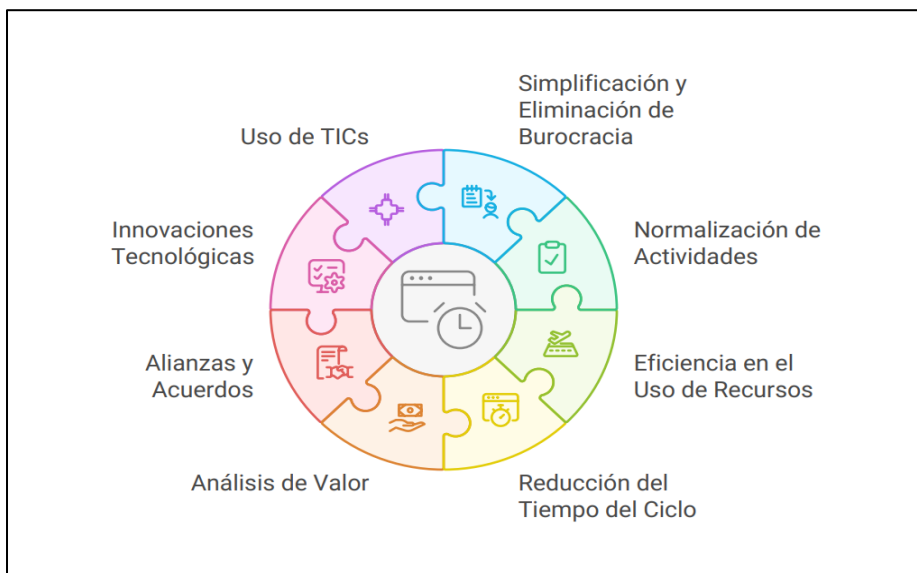 Simplificación y
Eliminación de
Burocracia
Uso de TICs
Innovaciones
Tecnológicas
Normalización de
Actividades
Alianzas y
Acuerdos
Eficiencia en el
Uso de Recursos
Análisis de Valor
Reducción del
Tiempo del Ciclo